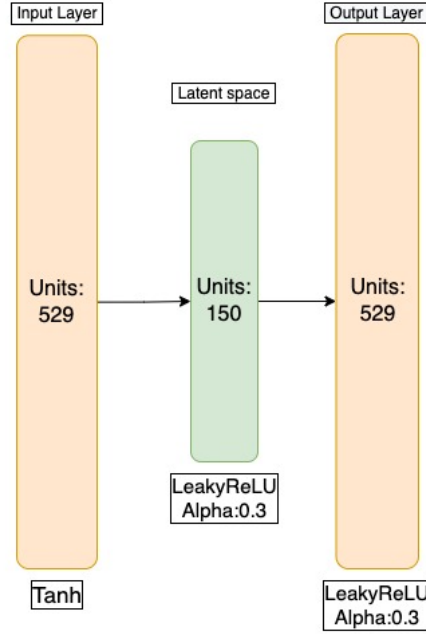 Input Layer
Output Layer
Latent space
Units:
529
Units:
150
Units:
529
LeakyReLU
Alpha:0.3
Tanh
LeakyReLU
Alpha:0.3